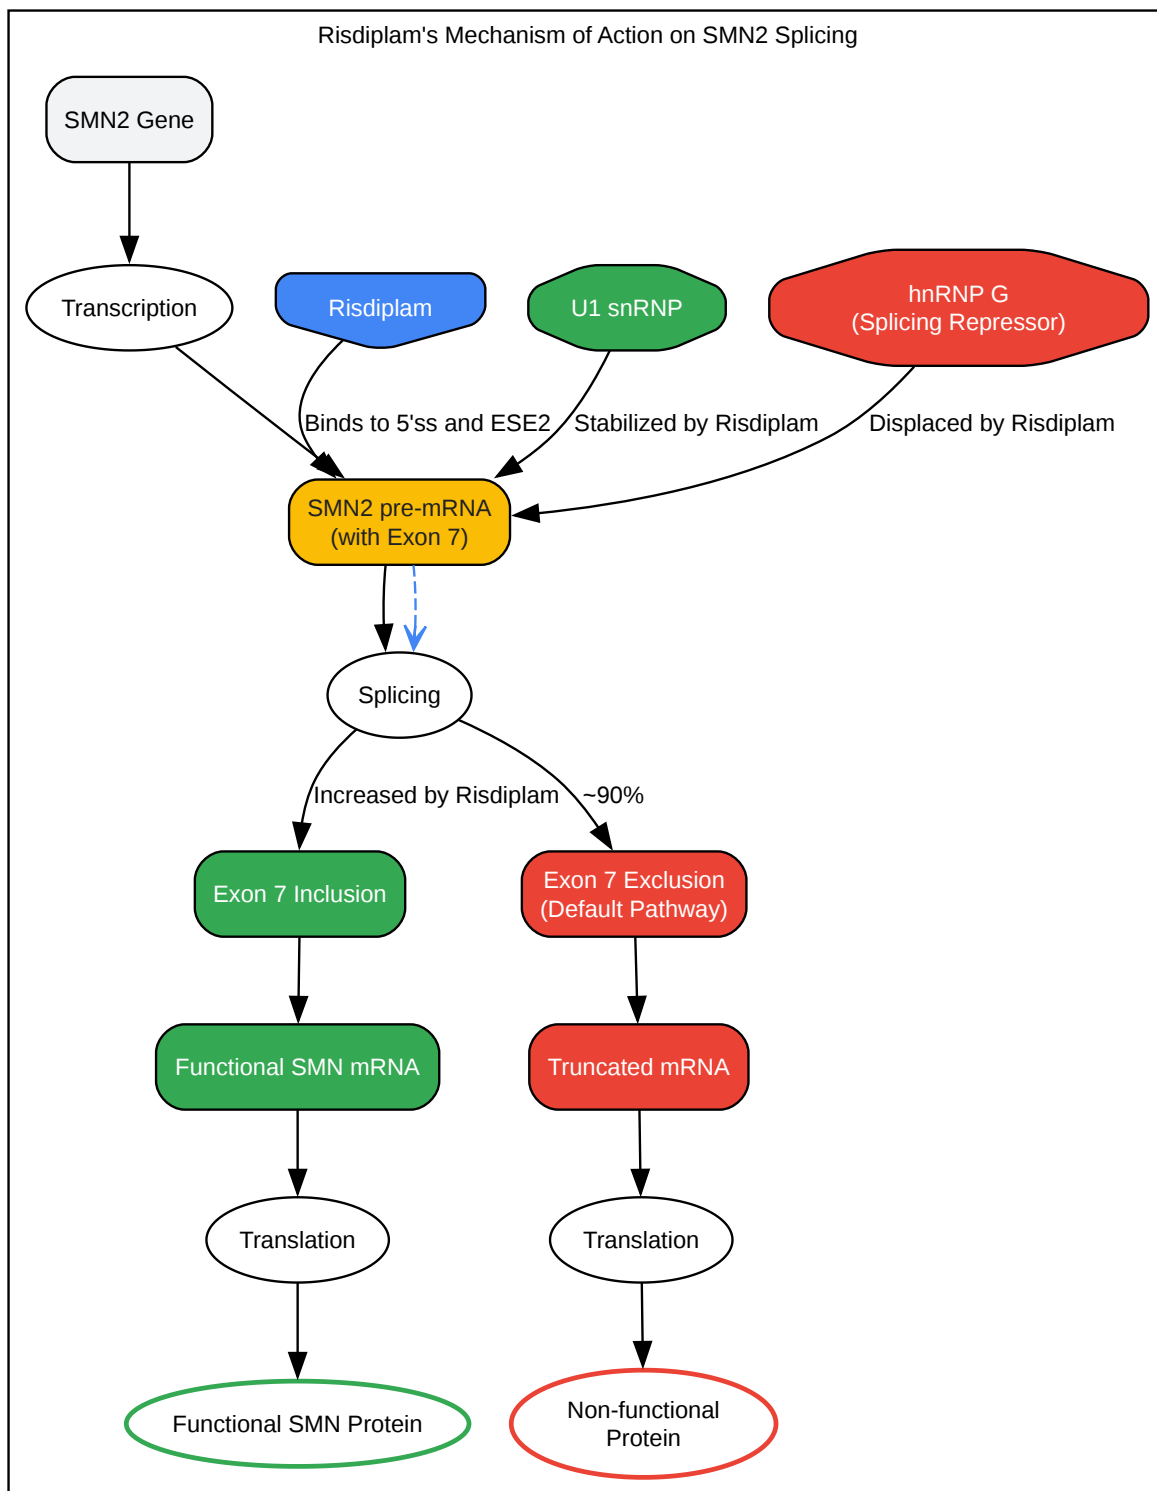 Risdiplam's Mechanism of Action on SMN2 Splicing
SMN2 Gene
Transcription
Risdiplam
U1 snRNP
hnRNP G
(Splicing Repressor)
Binds to 5'ss and ESE2
Stabilized by Risdiplam
Displaced by Risdiplam
SMN2 pre-mRNA
(with Exon 7)
Splicing
Increased by Risdiplam
~90%
Exon 7 Inclusion
Exon 7 Exclusion
(Default Pathway)
Functional SMN mRNA
Truncated mRNA
Translation
Translation
Functional SMN Protein
Non-functional
Protein